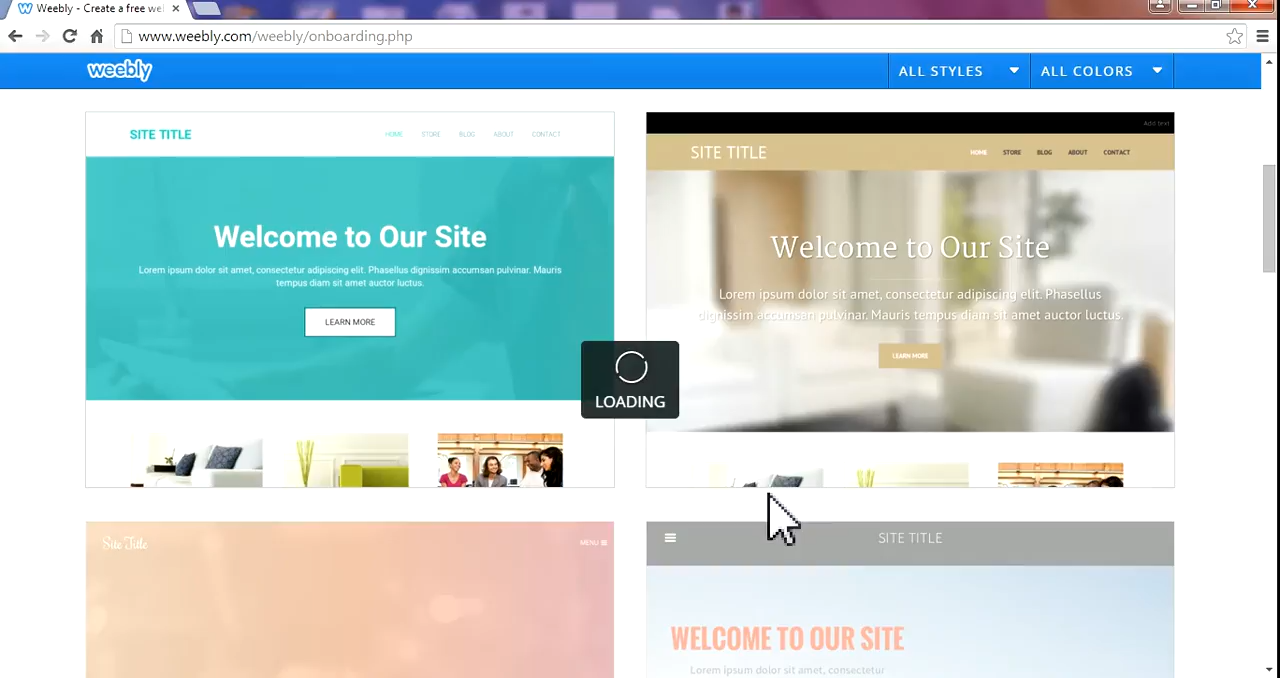 Weebly - Create a free we
www.weebly.com/weebly/onboarding.php
weebly
ALL STYLES
ALL COLORS
SITE TITLE
HOME STORE BLOG ABOUT CONTACT
Welcome to Our Site
Lorem ipsum dolor sit amet, consectetur adipiscing elit. Phasellus dignissim accumsan pulvinar. Mauris
tempus diam sit amet auctor luctus.
LEARN MORE
Add text
SITE TITLE
HOME STORE BLOG ABOUT CONTACT
Welcome to Our Site
Lorem ipsum dolor sit amet, consectetur adipiscing elit. Phasellus
dignissim accumsan pulvinar. Mauris tempus diam sit amet auctor luctus.
LEARN MORE
LOADING
Site Title
MENU
SITE TITLE
WELCOME TO OUR SITE
Lorem ipsum dolor sit amet, consectetur